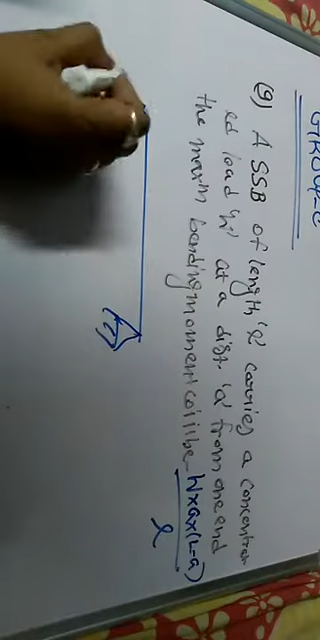 GROUP-C
(9) A SSB of length 'l' carries a concentrat
ed load 'W' at a dist. 'a' from one end
the maxm bending moment will be - W×a×(l-a)
l